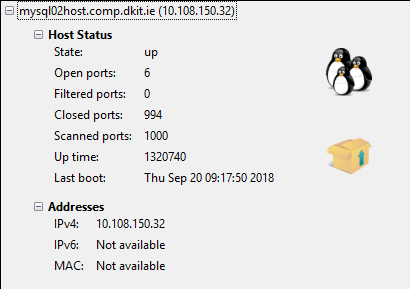 mysql02host.comp.dkit.ie (10.108.150.32)
Host Status
State: up
Open ports: 6
Filtered ports: 0
Closed ports: 994
Scanned ports: 1000
Up time: 1320740
Last boot: Thu Sep 20 09:17:50 2018
Addresses
IPv4: 10.108.150.32
IPv6: Not available
MAC: Not available